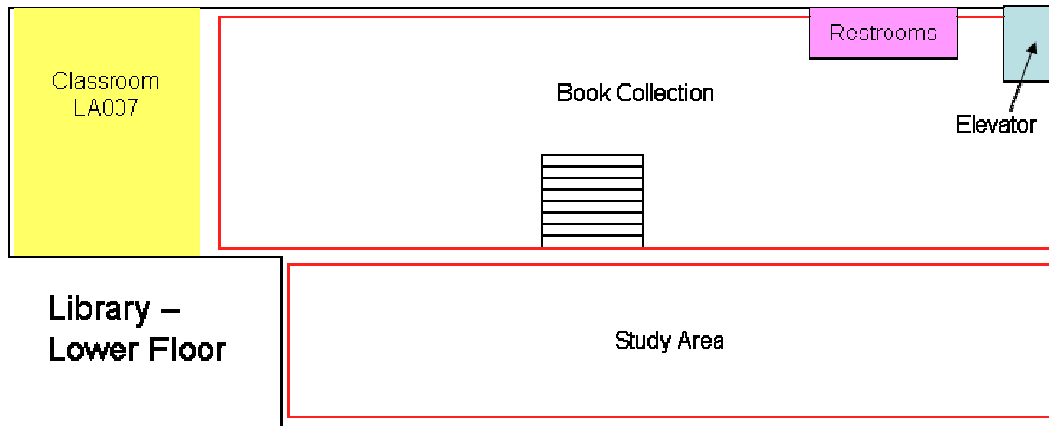 Restrooms
Classroom
LA007
Book Collection
Elevator
Library –
Lower Floor
Study Area